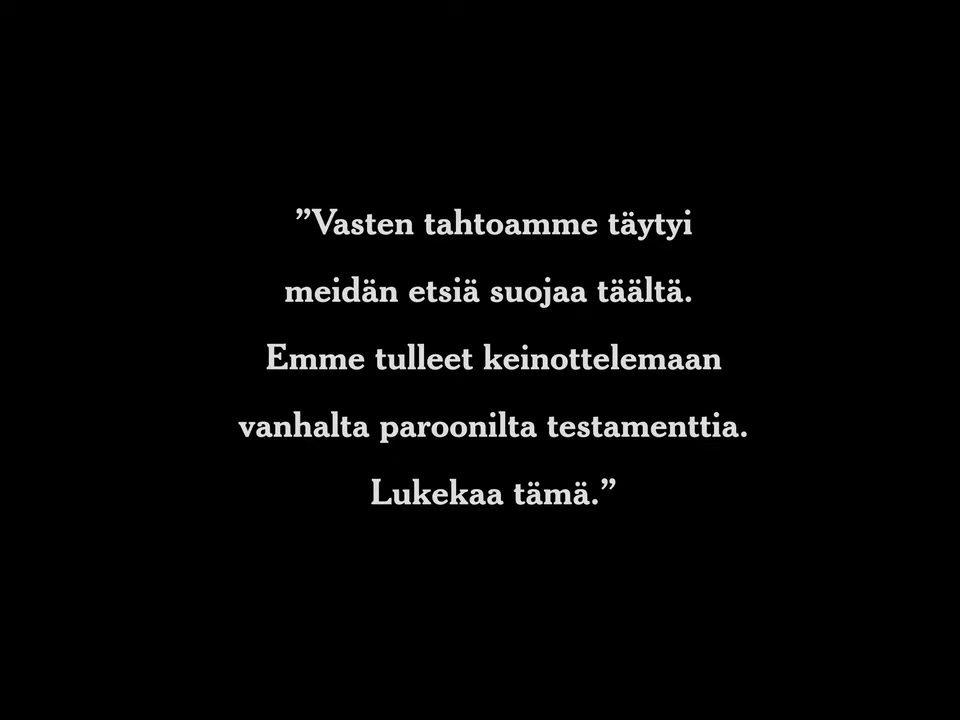 ”Vasten tahtoamme täytyi
meidän etsiä suojaa täältä.
Emme tulleet keinottelemaan
vanhalta paroonilta testamenttia.
Lukekaa tämä.”